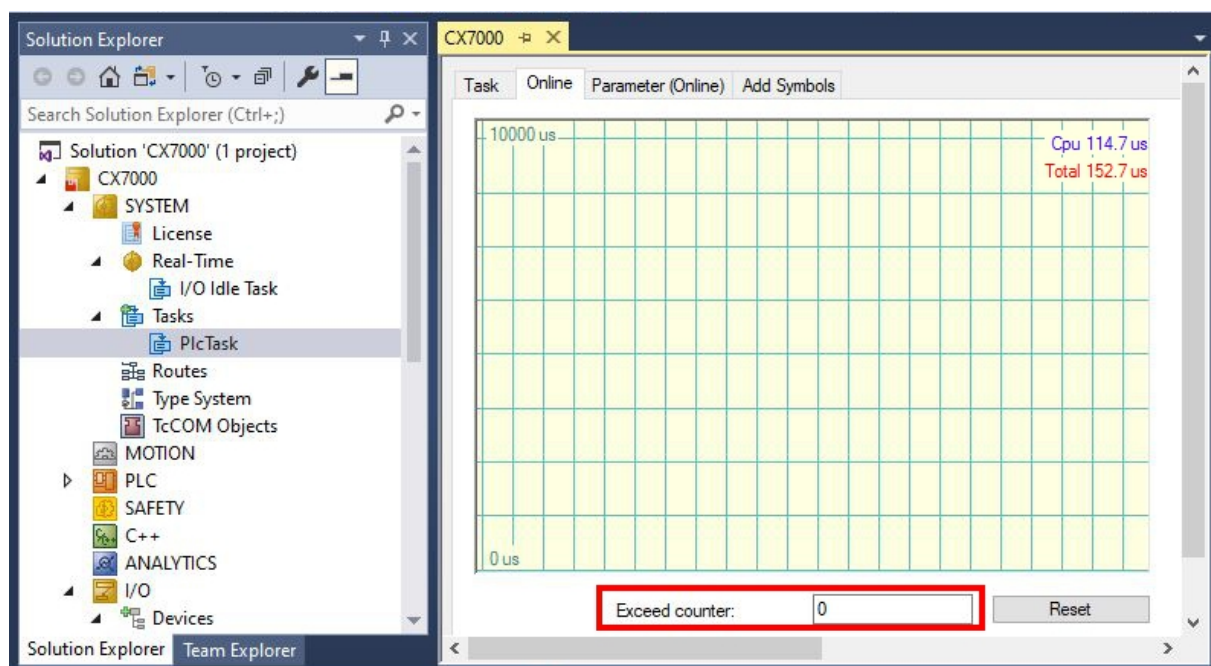 Solution Explorer
Search Solution Explorer (Ctrl+;)
Solution 'CX7000' (1 project)
CX7000
SYSTEM
License
Real-Time
I/O Idle Task
Tasks
PlcTask
Routes
Type System
TcCOM Objects
MOTION
PLC
SAFETY
C++
ANALYTICS
I/O
Devices
Solution Explorer Team Explorer
CX7000
Task Online Parameter (Online) Add Symbols
10000 us
Cpu 114.7 us
Total 152.7 us
0 us
Exceed counter: 0 Reset